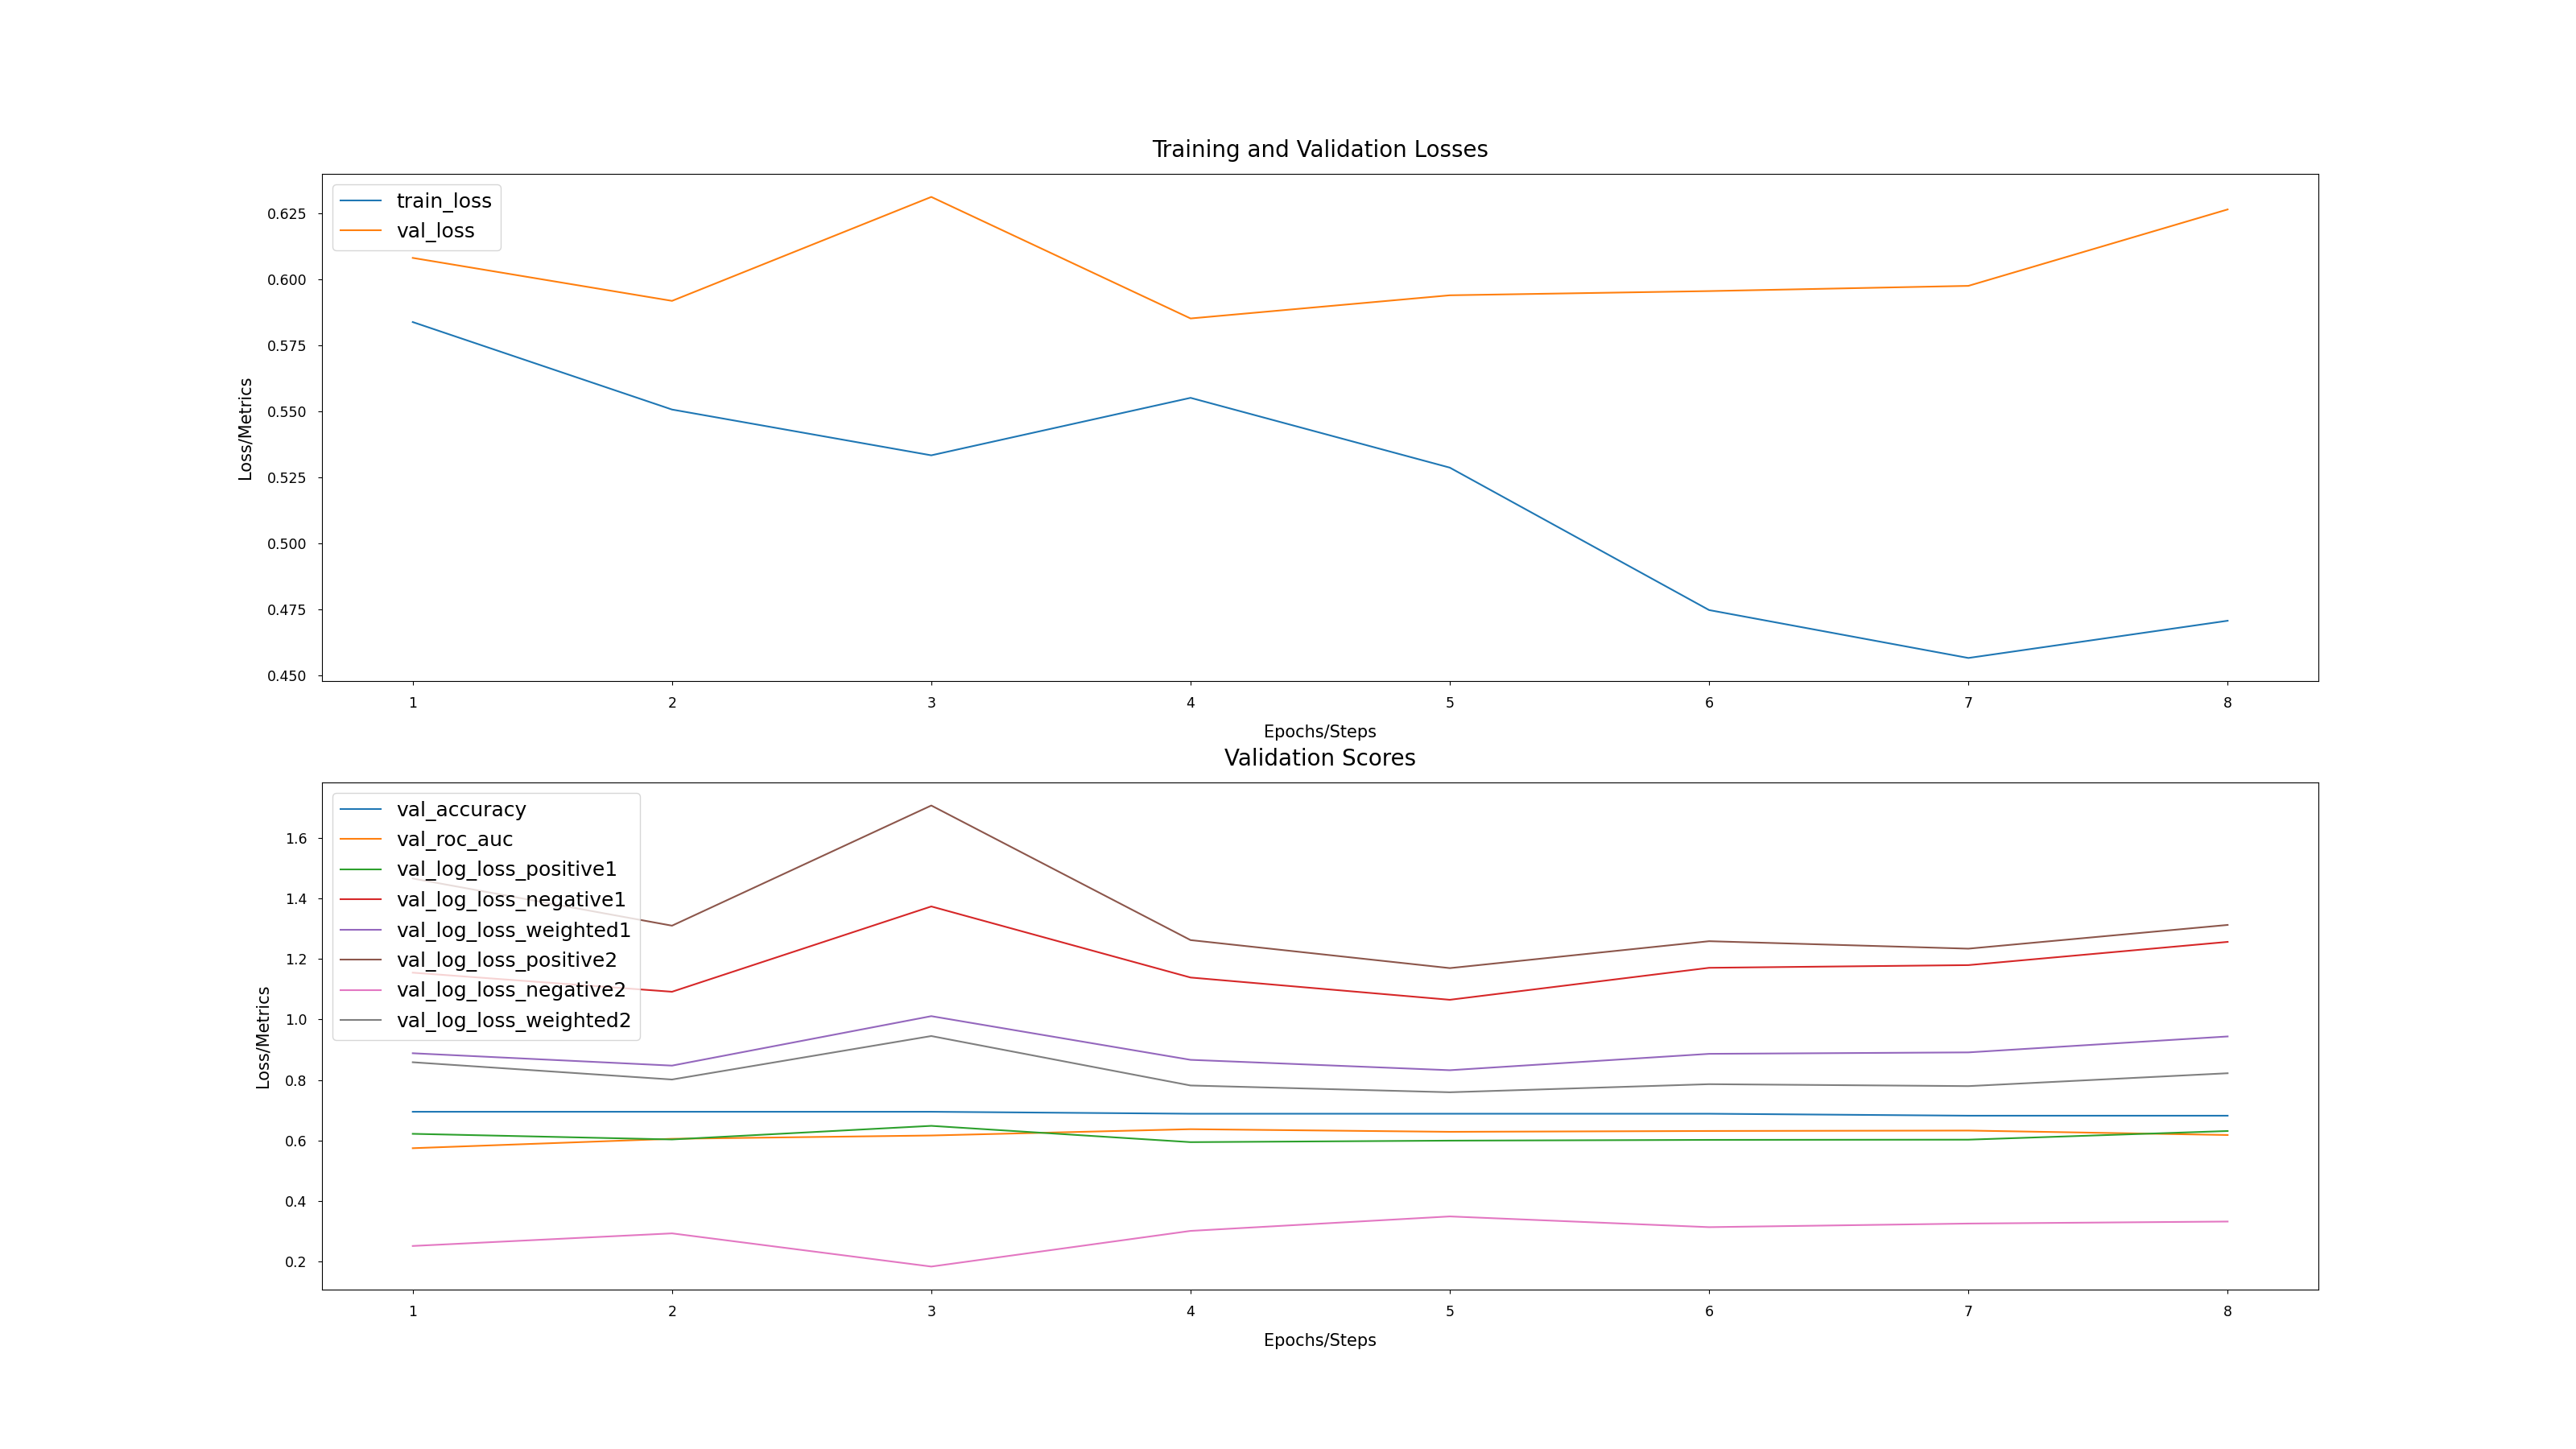 Training and Validation Losses
train_loss
val_loss
0.625
0.600
0.575
0.550
0.525
0.500
0.475
0.450
Loss/Metrics
1 2 3 4 5 6 7 8
Epochs/Steps
Validation Scores
val_accuracy
val_roc_auc
val_log_loss_positive1
val_log_loss_negative1
val_log_loss_weighted1
val_log_loss_positive2
val_log_loss_negative2
val_log_loss_weighted2
1.6
1.4
1.2
1.0
0.8
0.6
0.4
0.2
Loss/Metrics
1 2 3 4 5 6 7 8
Epochs/Steps